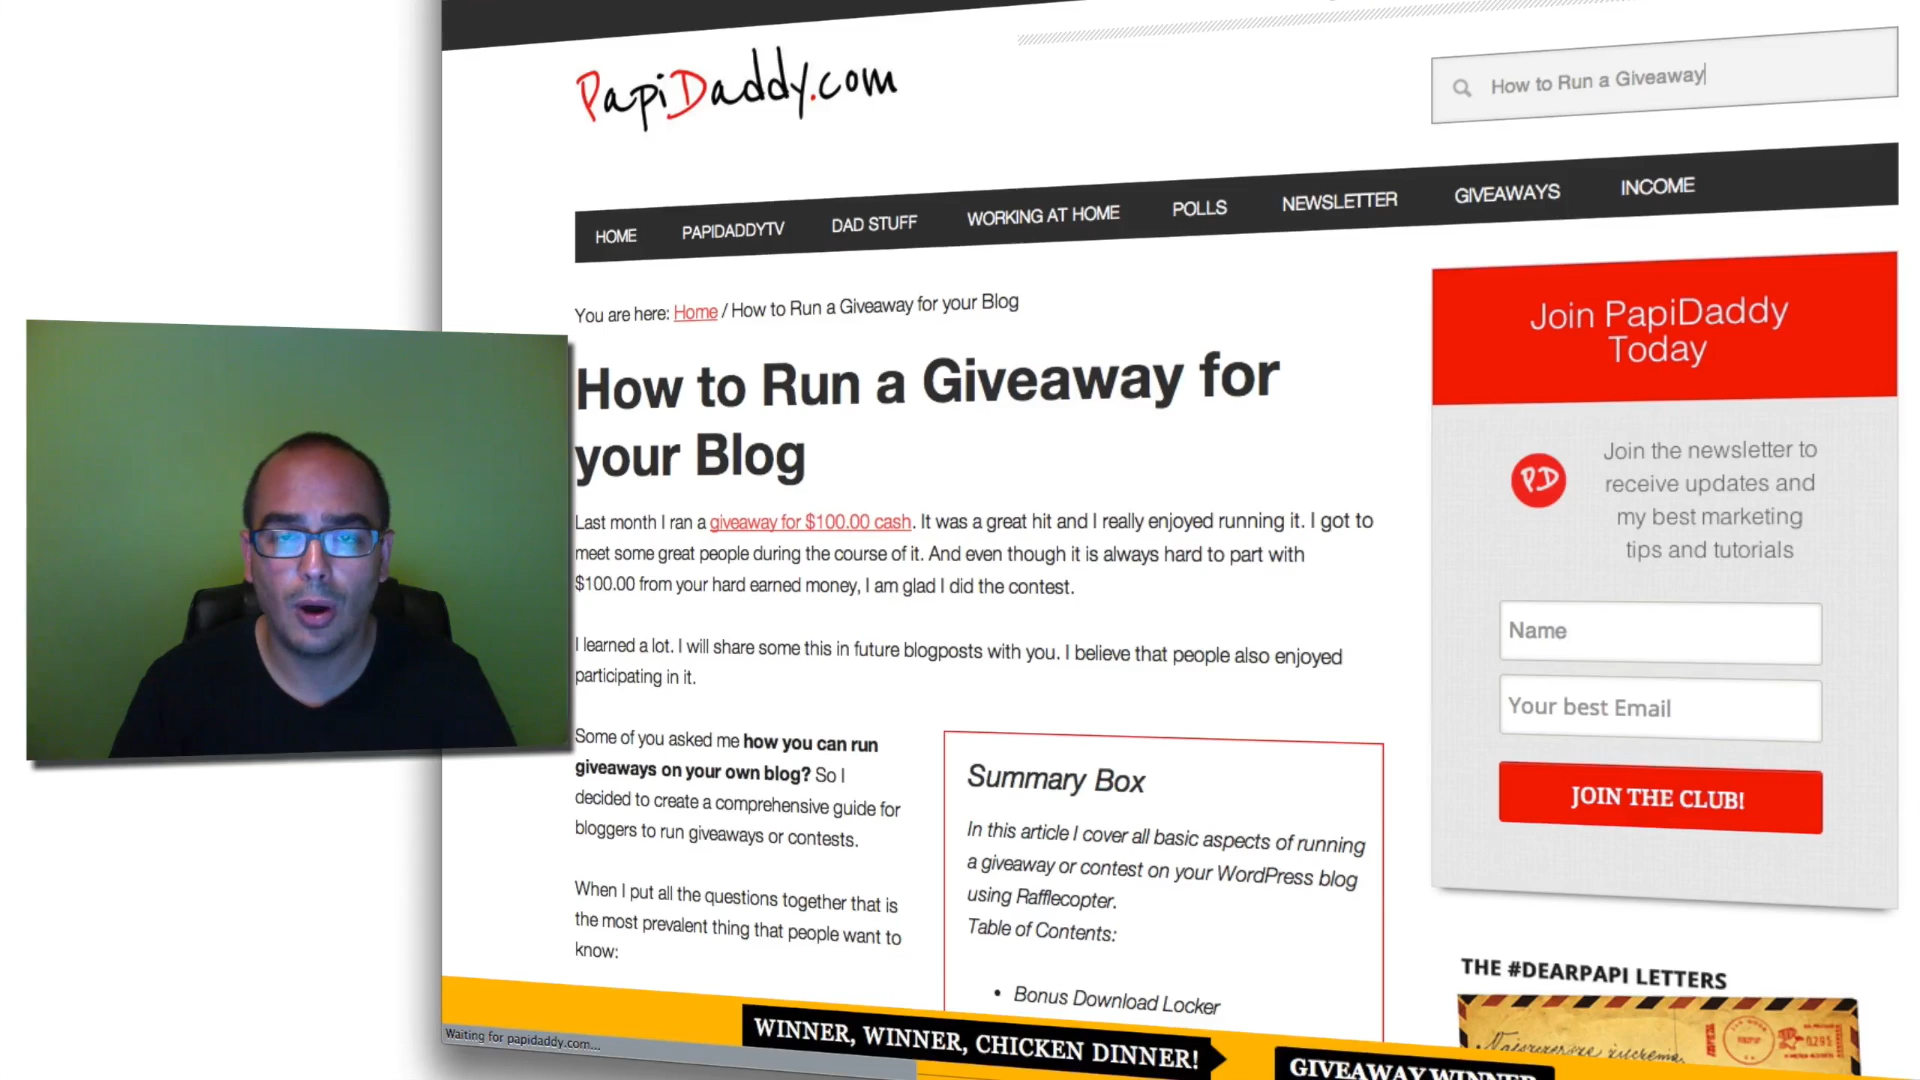 PapiDaddy.com
How to Run a Giveaway
HOME PAPIDADDYTV DAD STUFF WORKING AT HOME POLLS NEWSLETTER GIVEAWAYS INCOME
You are here: Home / How to Run a Giveaway for your Blog
How to Run a Giveaway for
your Blog
Last month I ran a giveaway for $100.00 cash. It was a great hit and I really enjoyed running it. I got to
meet some great people during the course of it. And even though it is always hard to part with
$100.00 from your hard earned money, I am glad I did the contest.
I learned a lot. I will share some this in future blogposts with you. I believe that people also enjoyed
participating in it.
Some of you asked me how you can run
giveaways on your own blog? So I
decided to create a comprehensive guide for
bloggers to run giveaways or contests.
When I put all the questions together that is
the most prevalent thing that people want to
know:
Summary Box
In this article I cover all basic aspects of running
a giveaway or contest on your WordPress blog
using Rafflecopter.
Table of Contents:
• Bonus Download Locker
Join PapiDaddy
Today
PD
Join the newsletter to
receive updates and
my best marketing
tips and tutorials
Name
Your best Email
JOIN THE CLUB!
THE #DEARPAPI LETTERS
Waiting for papidaddy.com...
WINNER, WINNER, CHICKEN DINNER!
GIVEAWAY WINNER